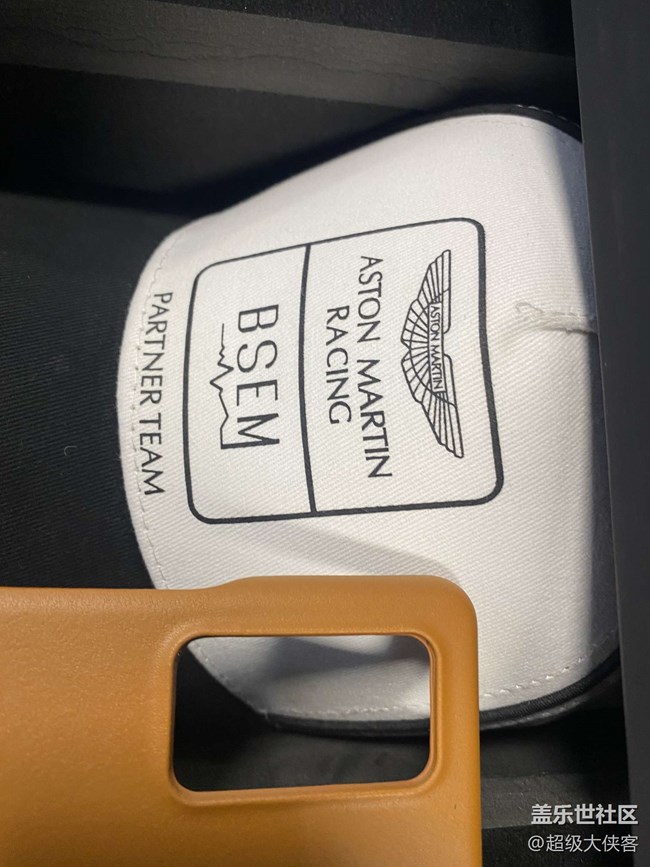 ASTON MARTIN
ASTON MARTIN
RACING
BSEM
PARTNER TEAM
盖乐世社区
@超级大侠客